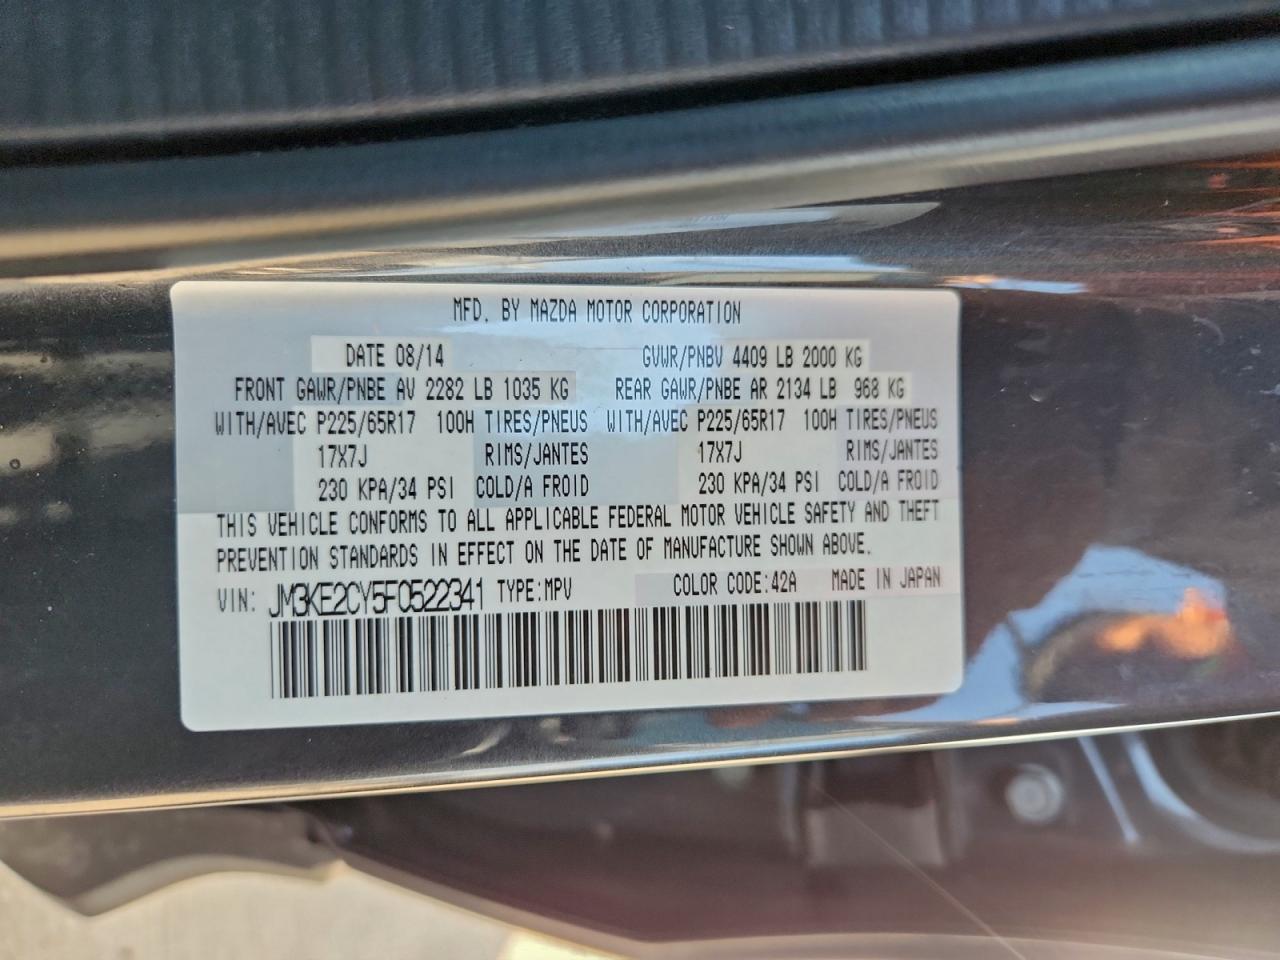 MFD. BY MAZDA MOTOR CORPORATION
DATE 08/14 GVWR/PNBV 4409 LB 2000 KG
FRONT GAWR/PNBE AV 2282 LB 1035 KG REAR GAWR/PNBE AR 2134 LB 968 KG
WITH/AVEC P225/65R17 100H TIRES/PNEUS WITH/AVEC P225/65R17 100H TIRES/PNEUS
17X7J RIMS/JANTES 17X7J RIMS/JANTES
230 KPA/34 PSI COLD/A FROID 230 KPA/34 PSI COLD/A FROID
THIS VEHICLE CONFORMS TO ALL APPLICABLE FEDERAL MOTOR VEHICLE SAFETY AND THEFT
PREVENTION STANDARDS IN EFFECT ON THE DATE OF MANUFACTURE SHOWN ABOVE.
VIN: JM3KE2CY5F0522341 TYPE:MPV COLOR CODE:42A MADE IN JAPAN